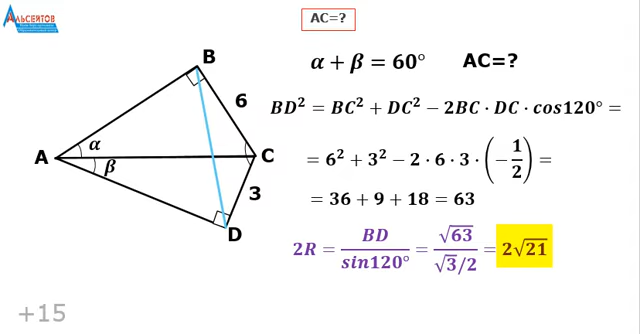 АЛЬСЕИТОВ
AC=?
α + β = 60° AC=?
B
6
BD² = BC² + DC² − 2BC · DC · cos120° =
A
α
β
C
= 6² + 3² − 2 · 6 · 3 · (−1/2) =
3
= 36 + 9 + 18 = 63
D
2R = BD/sin120° = √63/(√3/2) = 2√21
+15